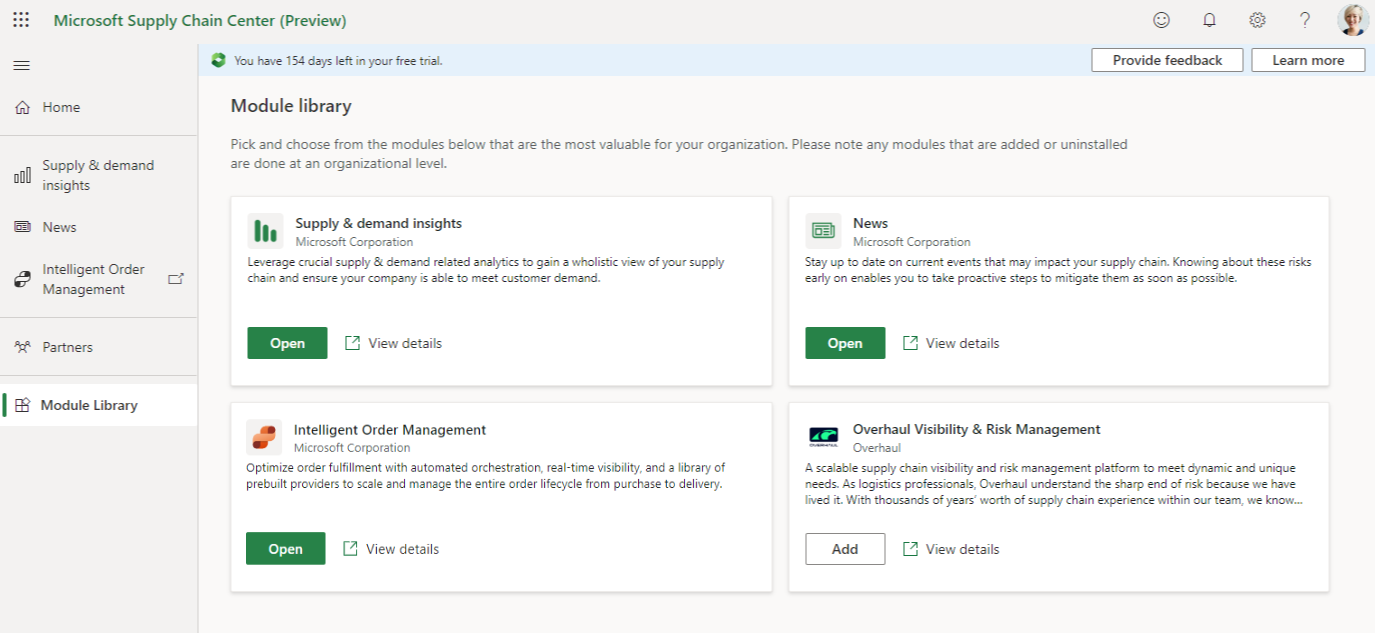 Microsoft Supply Chain Center (Preview)
You have 154 days left in your free trial.
Provide feedback
Learn more
Home
Supply & demand
insights
News
Intelligent Order
Management
Partners
Module Library
Module library
Pick and choose from the modules below that are the most valuable for your organization. Please note any modules that are added or uninstalled
are done at an organizational level.
Supply & demand insights
Microsoft Corporation
Leverage crucial supply & demand related analytics to gain a wholistic view of your supply
chain and ensure your company is able to meet customer demand.
Open
View details
News
Microsoft Corporation
Stay up to date on current events that may impact your supply chain. Knowing about these risks
early on enables you to take proactive steps to mitigate them as soon as possible.
Open
View details
Intelligent Order Management
Microsoft Corporation
Optimize order fulfillment with automated orchestration, real-time visibility, and a library of
prebuilt providers to scale and manage the entire order lifecycle from purchase to delivery.
Open
View details
OVERHAUL
Overhaul Visibility & Risk Management
Overhaul
A scalable supply chain visibility and risk management platform to meet dynamic and unique
needs. As logistics professionals, Overhaul understand the sharp end of risk because we have
lived it. With thousands of years’ worth of supply chain experience within our team, we know...
Add
View details